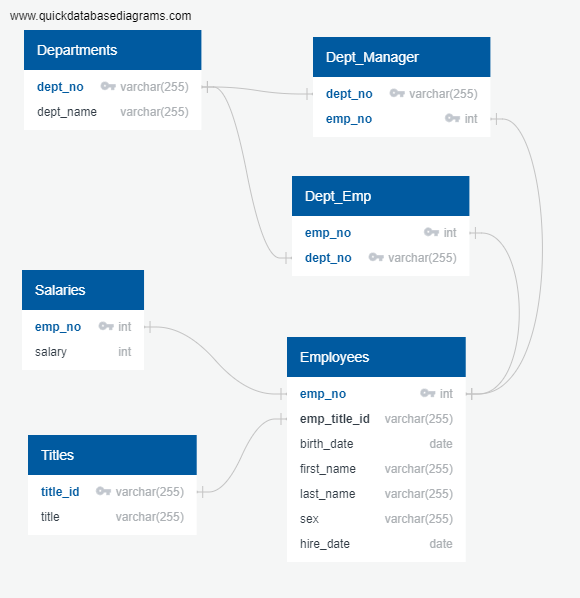 www.quickdatabasediagrams.com
Departments
dept_no varchar(255)
dept_name varchar(255)
Dept_Manager
dept_no varchar(255)
emp_no int
Dept_Emp
emp_no int
dept_no varchar(255)
Salaries
emp_no int
salary int
Employees
emp_no int
emp_title_id varchar(255)
birth_date date
first_name varchar(255)
last_name varchar(255)
sex varchar(255)
hire_date date
Titles
title_id varchar(255)
title varchar(255)